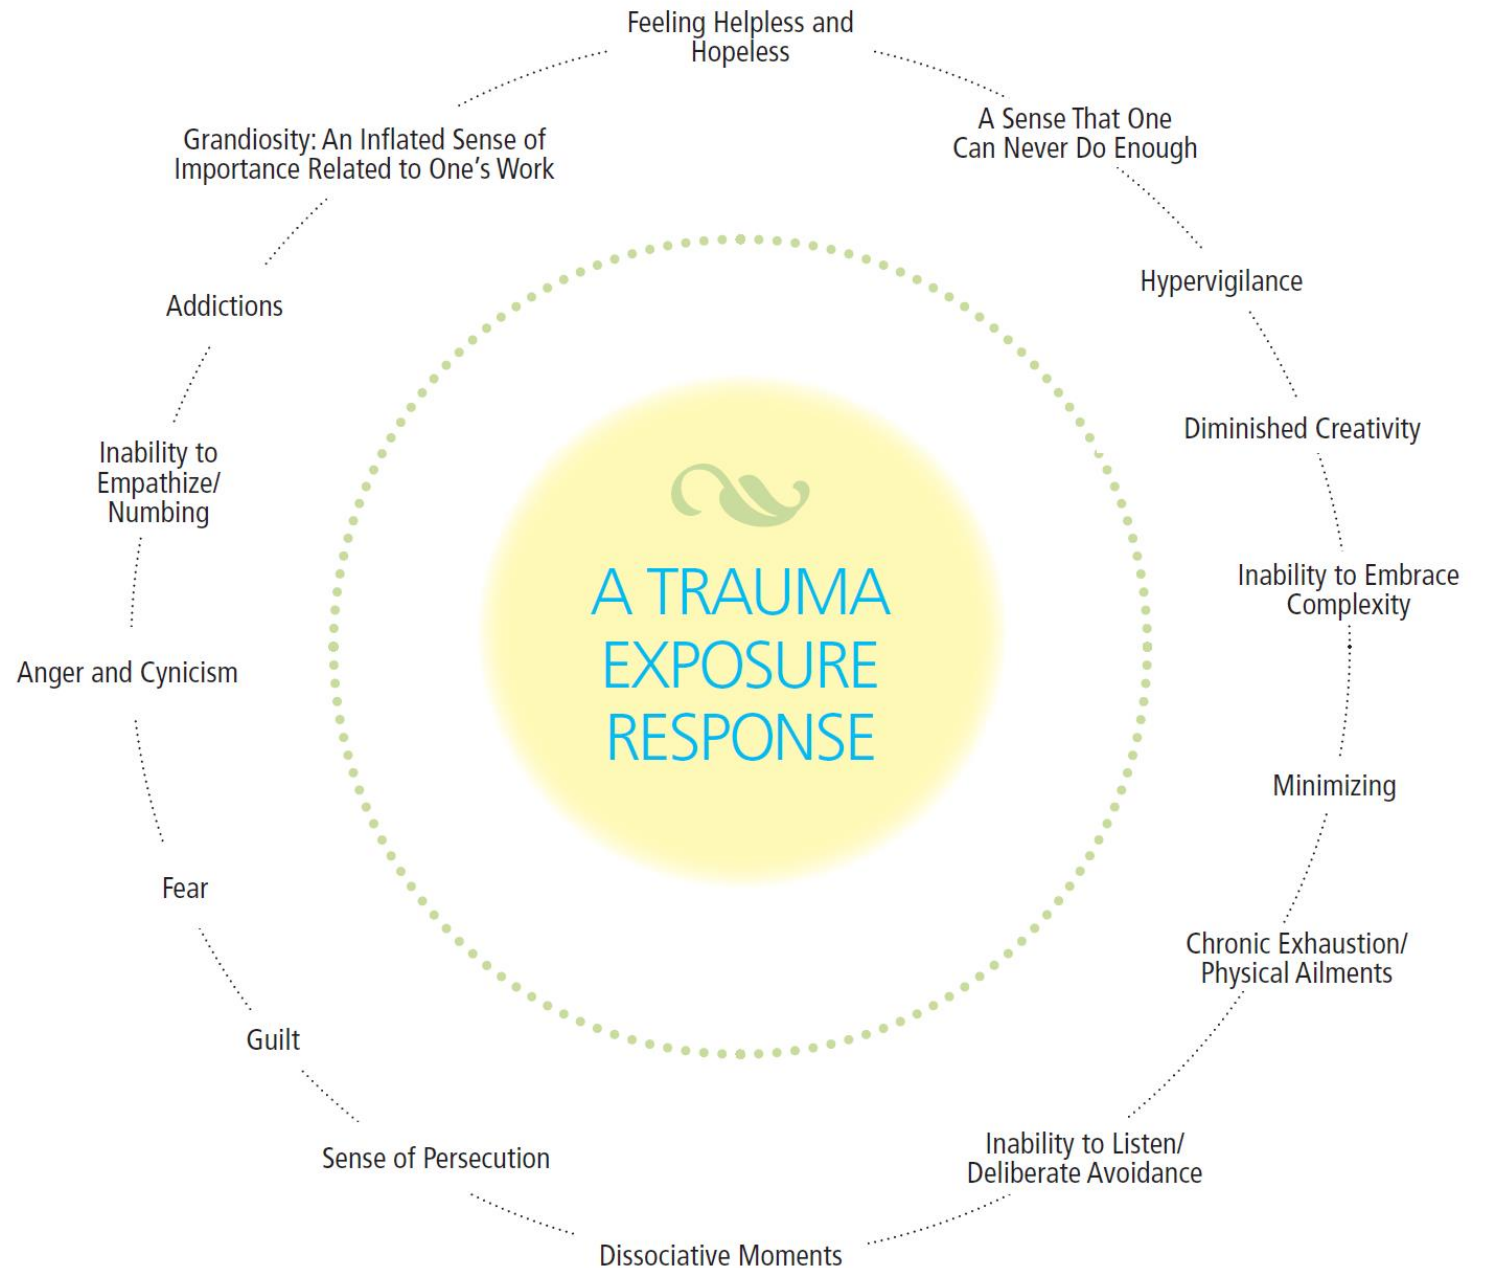 Feeling Helpless and
Hopeless
A Sense That One
Can Never Do Enough
Hypervigilance
Diminished Creativity
Inability to Embrace
Complexity
Minimizing
Chronic Exhaustion/
Physical Ailments
Inability to Listen/
Deliberate Avoidance
Dissociative Moments
Sense of Persecution
Guilt
Fear
Anger and Cynicism
Inability to
Empathize/
Numbing
Addictions
Grandiosity: An Inflated Sense of
Importance Related to One’s Work
A TRAUMA
EXPOSURE
RESPONSE